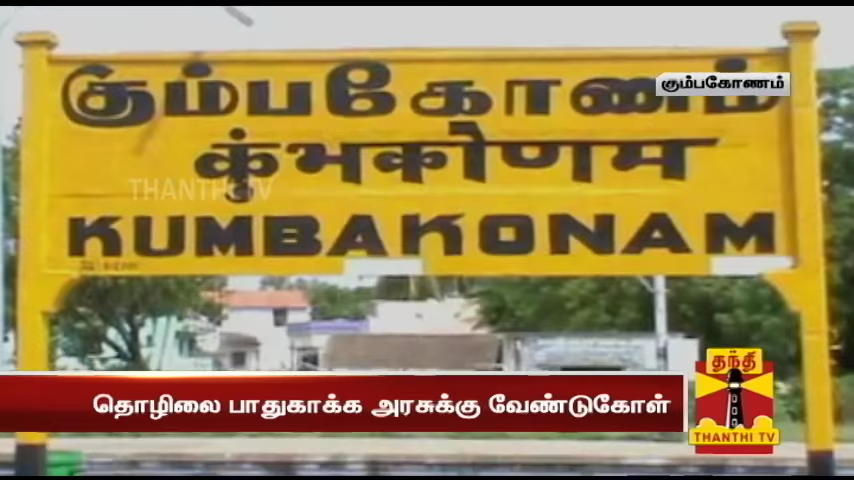 கும்பகோணம்
கும்பகோணம்
कुंभकोणम
THANTHI TV
KUMBAKONAM
தந்தி
தொழிலை பாதுகாக்க அரசுக்கு வேண்டுகோள்
THANTHI TV